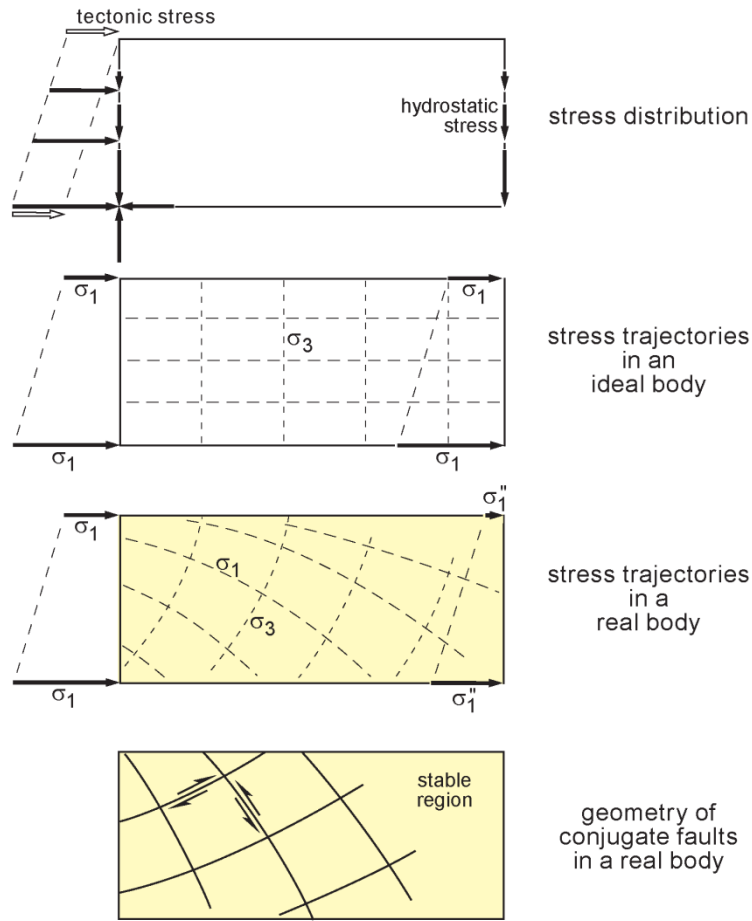 tectonic stress
hydrostatic
stress
stress distribution
σ1
σ1
σ3
σ1
σ1
stress trajectories
in an
ideal body
σ1
σ1"
σ1
σ3
σ1
σ1"
stress trajectories
in a
real body
stable
region
geometry of
conjugate faults
in a real body